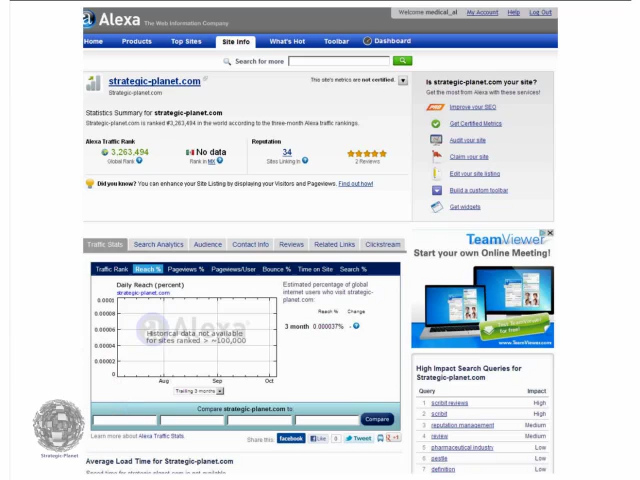 Welcome medical_al My Account Help Log Out
Alexa The Web Information Company
Home Products Top Sites Site Info What's Hot Toolbar Dashboard
Search for more
strategic-planet.com
Strategic-planet.com
This site's metrics are not certified.
Statistics Summary for strategic-planet.com
Strategic-planet.com is ranked #3,263,494 in the world according to the three-month Alexa traffic rankings.
Alexa Traffic Rank
Reputation
3,263,494
No data
34
Global Rank
Rank in MX
Sites Linking In
2 Reviews
Did you know? You can enhance your Site Listing by displaying your Visitors and Pageviews. Find out how!
Is strategic-planet.com your site?
Get the most from Alexa with these services!
Improve your SEO
Get Certified Metrics
Audit your site
Claim your site
Edit your site listing
Build a custom toolbar
Get widgets
Traffic Stats Search Analytics Audience Contact Info Reviews Related Links Clickstream
Traffic Rank Reach % Pageviews % Pageviews/User Bounce % Time on Site Search %
Daily Reach (percent)
strategic-planet.com
0.0001
0.00008
0.00006
0.00004
0.00002
0
Alexa
Historical data not available
for sites ranked > ~100,000
Aug Sep Oct
Trailing 3 months
Estimated percentage of global
internet users who visit strategic-
planet.com:
Reach % Change
3 month 0.000037% -
Compare strategic-planet.com to:
Compare
Learn more about Alexa Traffic Stats.
Share this: facebook Like 0 Tweet +1
Average Load Time for Strategic-planet.com
TeamViewer
Start your own Online Meeting!
for free!
www.TeamViewer.com
High Impact Search Queries for
Strategic-planet.com
Query Impact
1 scribit reviews High
2 scribit High
3 reputation management Medium
4 review Medium
5 pharmaceutical industry Low
6 pestle Low
7 definition Low
Strategic-Planet